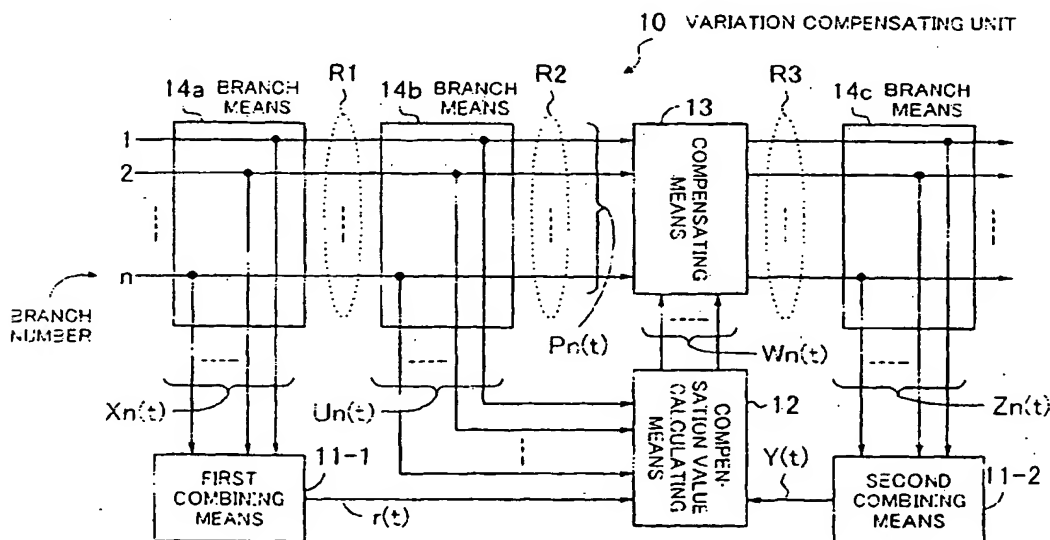 10 VARIATION COMPENSATING UNIT
14a BRANCH MEANS
R1
14b BRANCH MEANS
R2
13
R3
14c BRANCH MEANS
1
2
n
BRANCH NUMBER
COMPENSATING MEANS
Pn(t)
Wn(t)
Xn(t)
Un(t)
COMPEN-
SATION VALUE
CALCULATING
MEANS
12
Zn(t)
FIRST
COMBINING
MEANS
11-1
r(t)
Y(t)
SECOND
COMBINING
MEANS
11-2